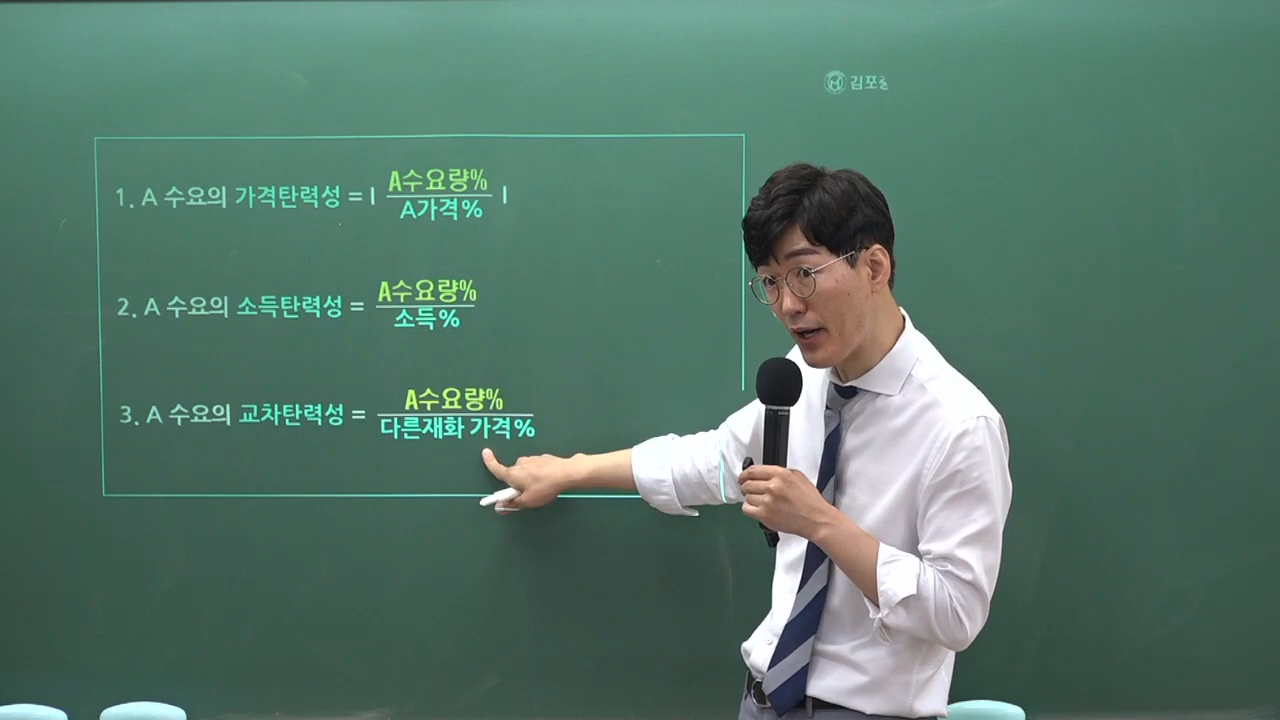 김포
1. A 수요의 가격탄력성 = | A수요량% / A가격% |
2. A 수요의 소득탄력성 = A수요량% / 소득%
3. A 수요의 교차탄력성 = A수요량% / 다른재화 가격%